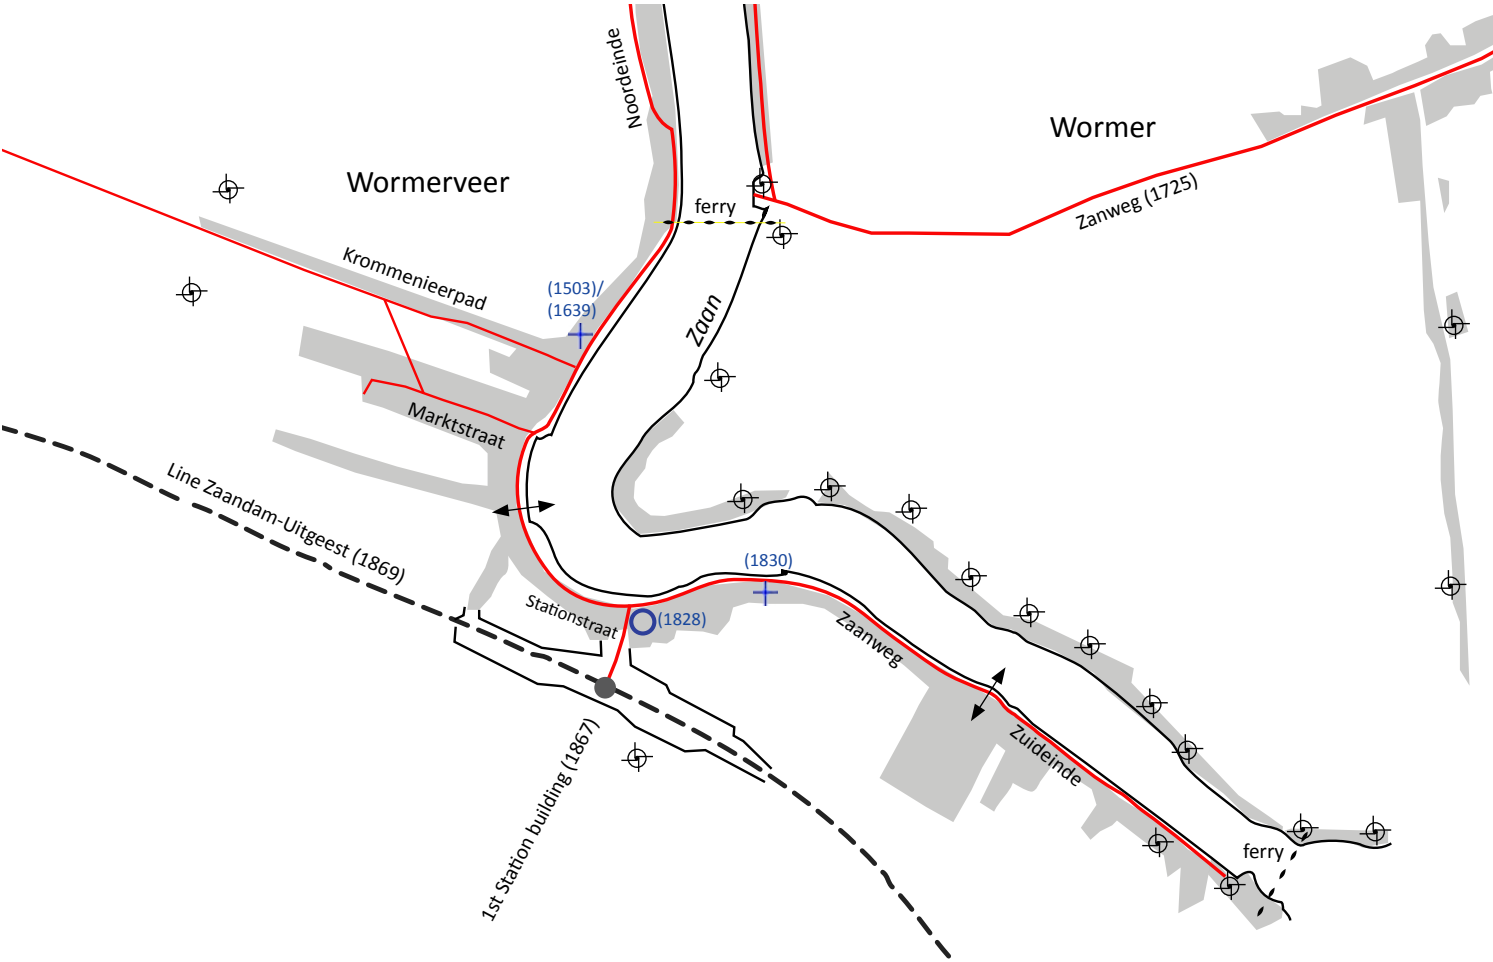 Noordeinde
Wormer
Wormerveer
ferry
Zanweg (1725)
Krommenieerpad
(1503)/
(1639)
Zaan
Marktstraat
Line Zaandam-Uitgeest (1869)
(1830)
Stationstraat
(1828)
Zaanweg
1st Station building (1867)
Zuideinde
ferry